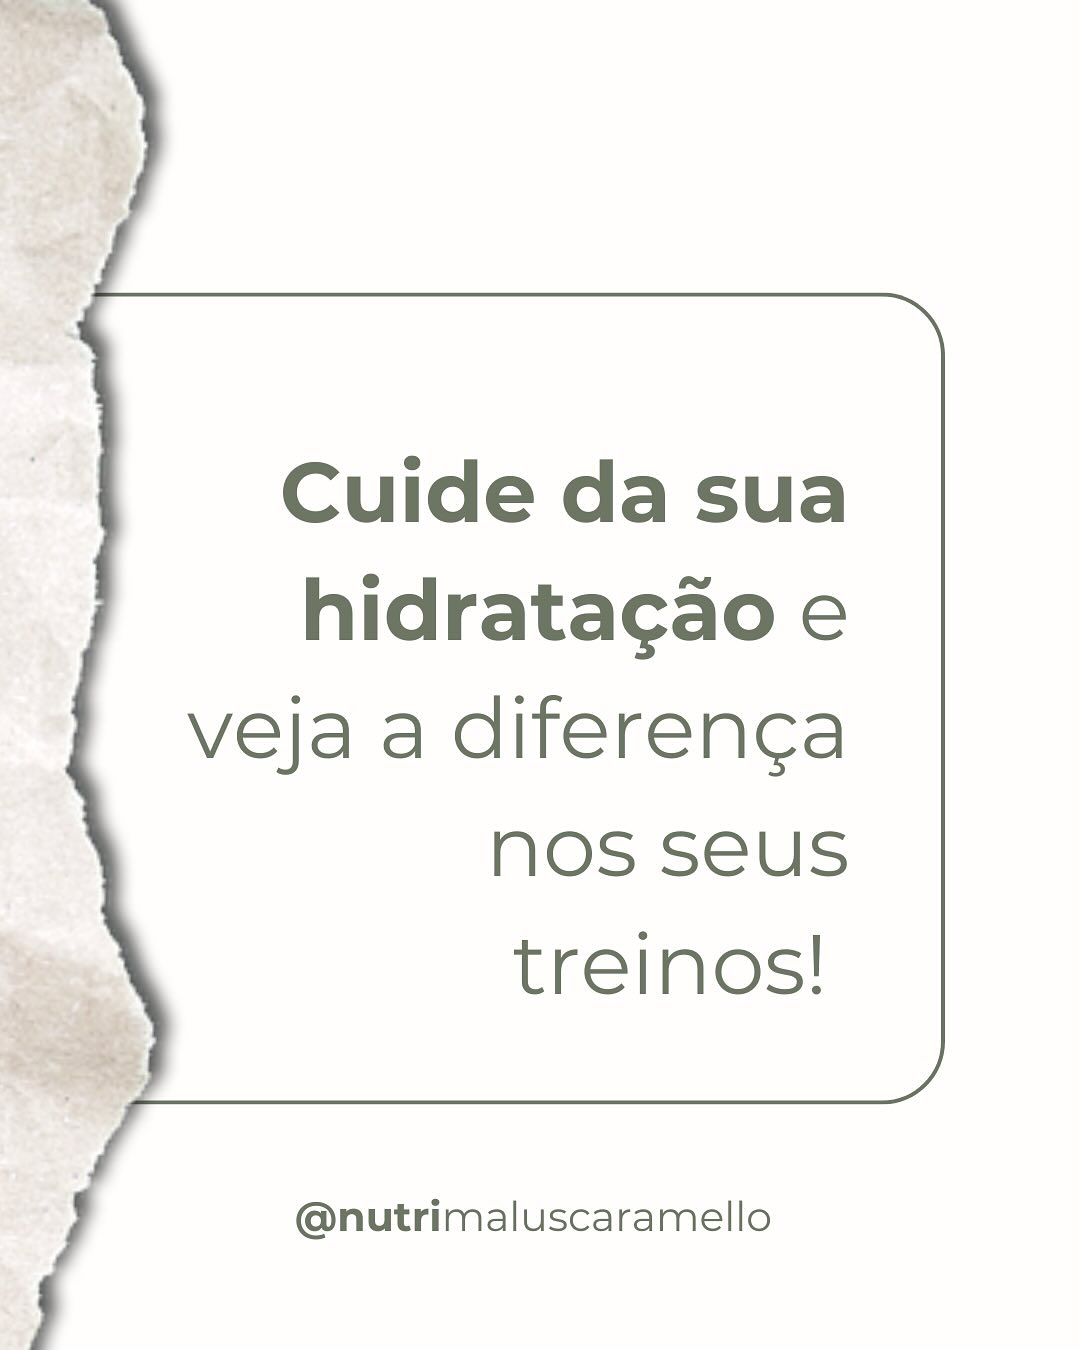 Cuide da sua
hidratação e
veja a diferença
nos seus
treinos!
@nutrimaluscaramello